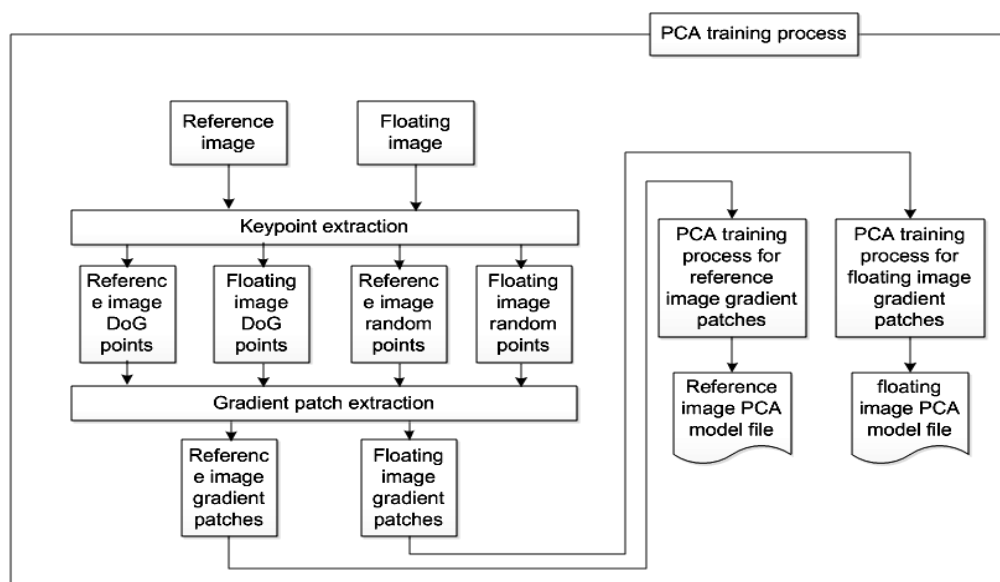 PCA training process
Reference
image
Floating
image
Keypoint extraction
Referenc
e image
DoG
points
Floating
image
DoG
points
Referenc
e image
random
points
Floating
image
random
points
Gradient patch extraction
Referenc
e image
gradient
patches
Floating
image
gradient
patches
PCA training
process for
reference
image gradient
patches
PCA training
process for
floating image
gradient
patches
Reference
image PCA
model file
floating
image PCA
model file